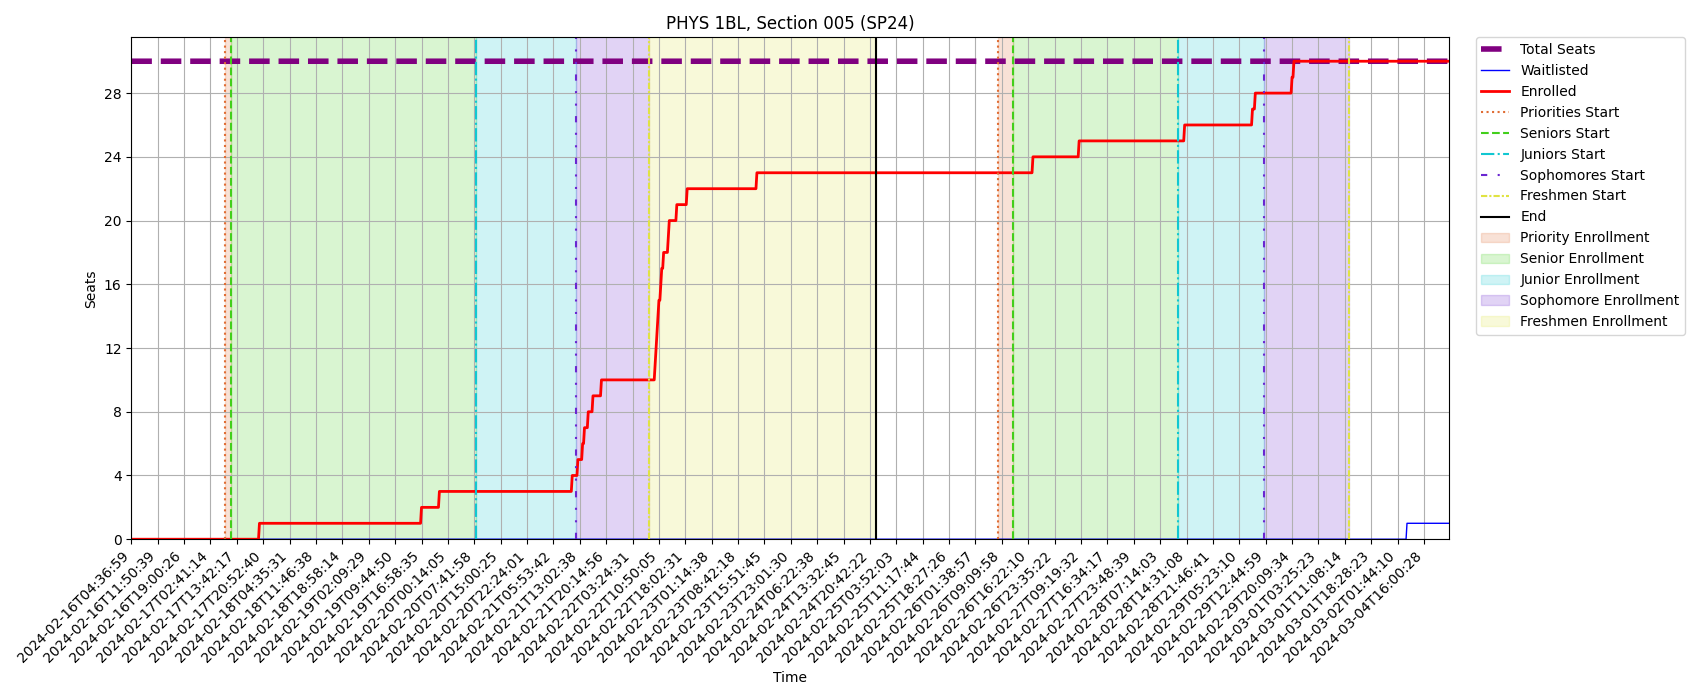 PHYS 1BL, Section 005 (SP24)
Seats
28
24
20
16
12
8
4
0
2024-02-16T04:36:59
2024-02-16T11:50:39
2024-02-16T19:00:26
2024-02-17T02:41:14
2024-02-17T13:42:17
2024-02-17T20:52:40
2024-02-18T04:35:31
2024-02-18T11:46:38
2024-02-18T18:58:14
2024-02-19T02:09:29
2024-02-19T09:44:50
2024-02-19T16:58:35
2024-02-20T00:14:05
2024-02-20T07:41:58
2024-02-20T15:00:25
2024-02-20T22:24:01
2024-02-21T05:53:42
2024-02-21T13:02:38
2024-02-21T20:14:56
2024-02-22T03:24:31
2024-02-22T10:50:05
2024-02-22T18:02:31
2024-02-23T01:14:38
2024-02-23T08:42:18
2024-02-23T15:51:45
2024-02-23T23:01:30
2024-02-24T06:22:38
2024-02-24T13:32:45
2024-02-24T20:42:22
2024-02-25T03:52:03
2024-02-25T11:17:44
2024-02-25T18:27:26
2024-02-26T01:38:57
2024-02-26T09:09:58
2024-02-26T16:22:10
2024-02-26T23:35:22
2024-02-27T09:19:32
2024-02-27T16:34:17
2024-02-27T23:48:39
2024-02-28T07:14:03
2024-02-28T14:31:08
2024-02-28T21:46:41
2024-02-29T05:23:10
2024-02-29T12:44:59
2024-02-29T20:09:34
2024-03-01T03:25:23
2024-03-01T11:08:14
2024-03-01T18:28:23
2024-03-02T01:44:10
2024-03-04T16:00:28
Time
Total Seats
Waitlisted
Enrolled
Priorities Start
Seniors Start
Juniors Start
Sophomores Start
Freshmen Start
End
Priority Enrollment
Senior Enrollment
Junior Enrollment
Sophomore Enrollment
Freshmen Enrollment